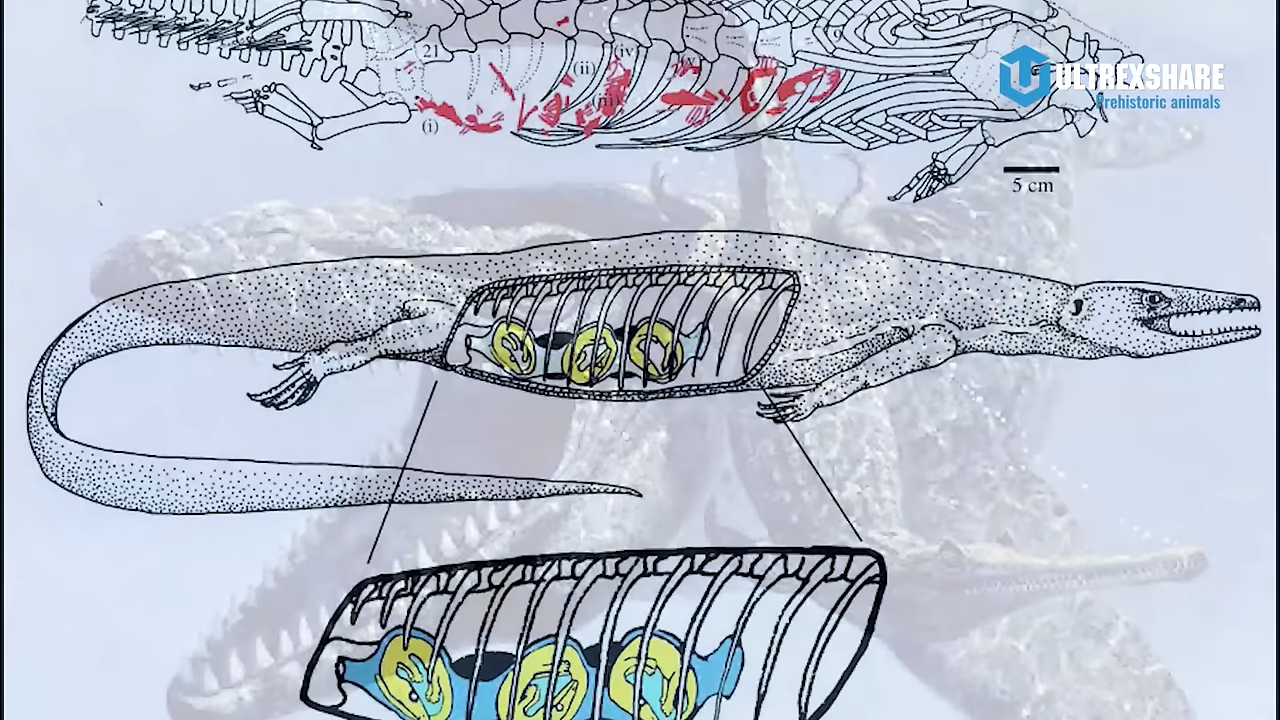 21
(iv)
(ii)
(iii)
(i)
ULTREXSHARE
Prehistoric animals
5 cm